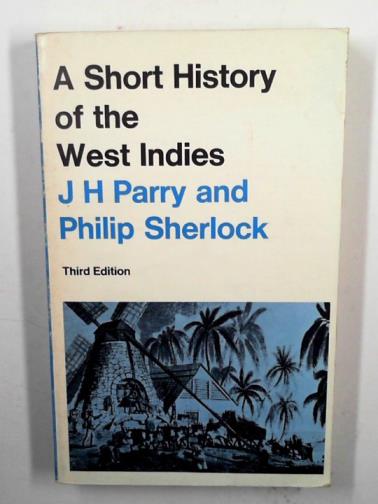 A Short History
of the
West Indies
J H Parry and
Philip Sherlock
Third Edition